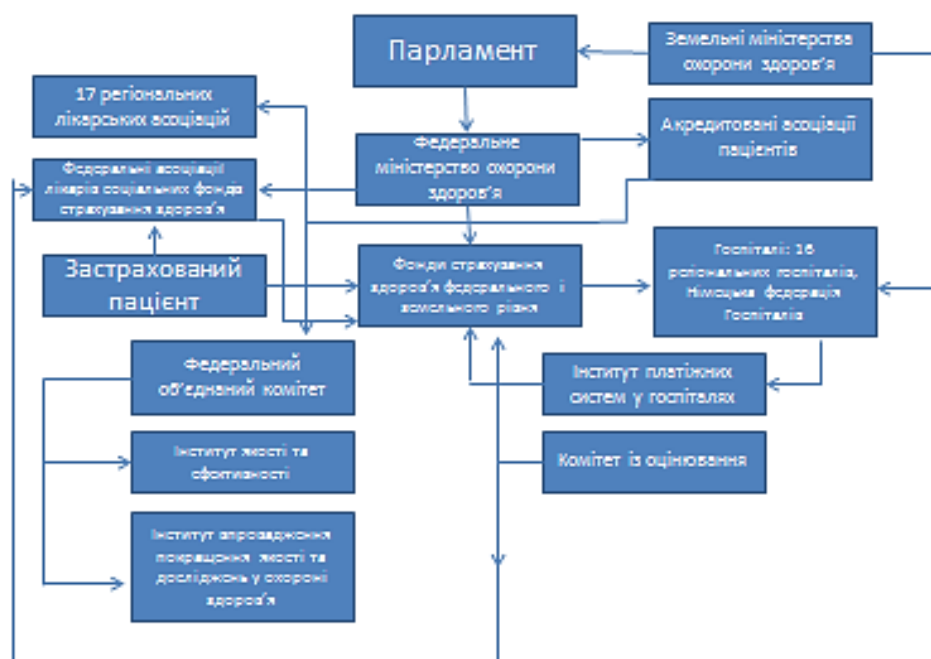 Парламент
Земельні міністерства
охорони здоров'я
17 регіональних
лікарських асоціацій
Акредитовані асоціації
пацієнтів
Федеральне
міністерство охорони
здоров'я
Федеральні асоціації
лікарів соціальних фонда
страхування здоров'я
Застрахований
пацієнт
Фонди страхування
здоров'я федерального і
земельного рівня
Госпіталі: 16
регіональних госпіталів,
Німецька федерація
Госпіталів
Федеральний
об'єднаний комітет
Інститут платіжних
систем у госпіталях
Інститут якості та
ефективності
Комітет із оцінювання
Інститут впровадження
покращення якості та
досліджень у охороні
здоров'я